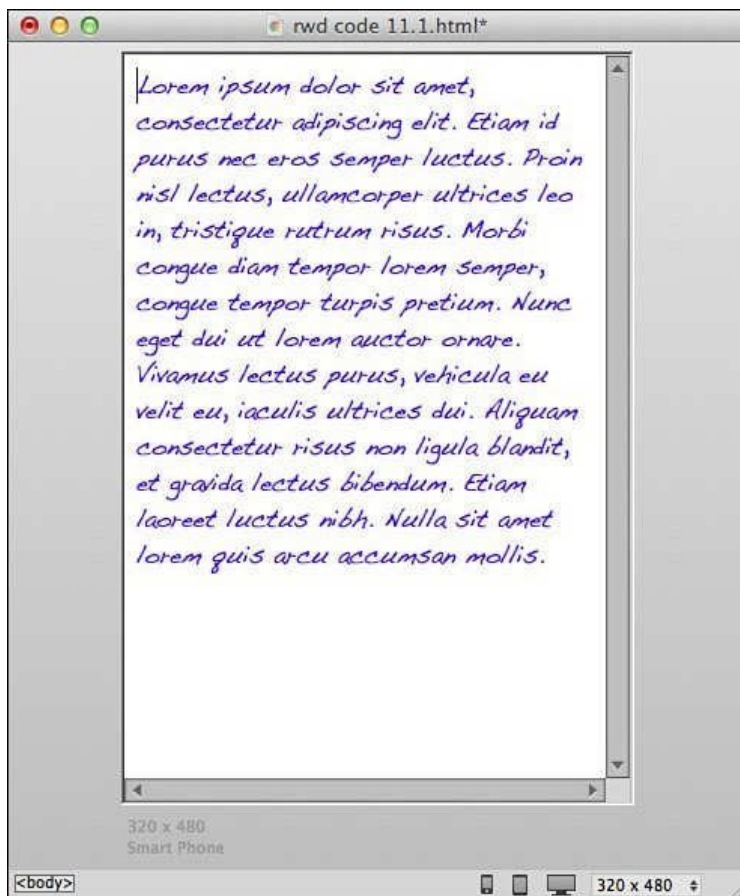 rwd code 11.1.html*
Lorem ipsum dolor sit amet,
consectetur adipiscing elit. Etiam id
purus nec eros semper luctus. Proin
nisl lectus, ullamcorper ultrices leo
in, tristique rutrum risus. Morbi
congue diam tempor lorem semper,
congue tempor turpis pretium. Nunc
eget dui ut lorem auctor ornare.
Vivamus lectus purus, vehicula eu
velit eu, iaculis ultrices dui. Aliquam
consectetur risus non ligula blandit,
et gravida lectus bibendum. Etiam
laoreet luctus nibh. Nulla sit amet
lorem quis arcu accumsan mollis.
320 x 480
Smart Phone
<body> 320 x 480